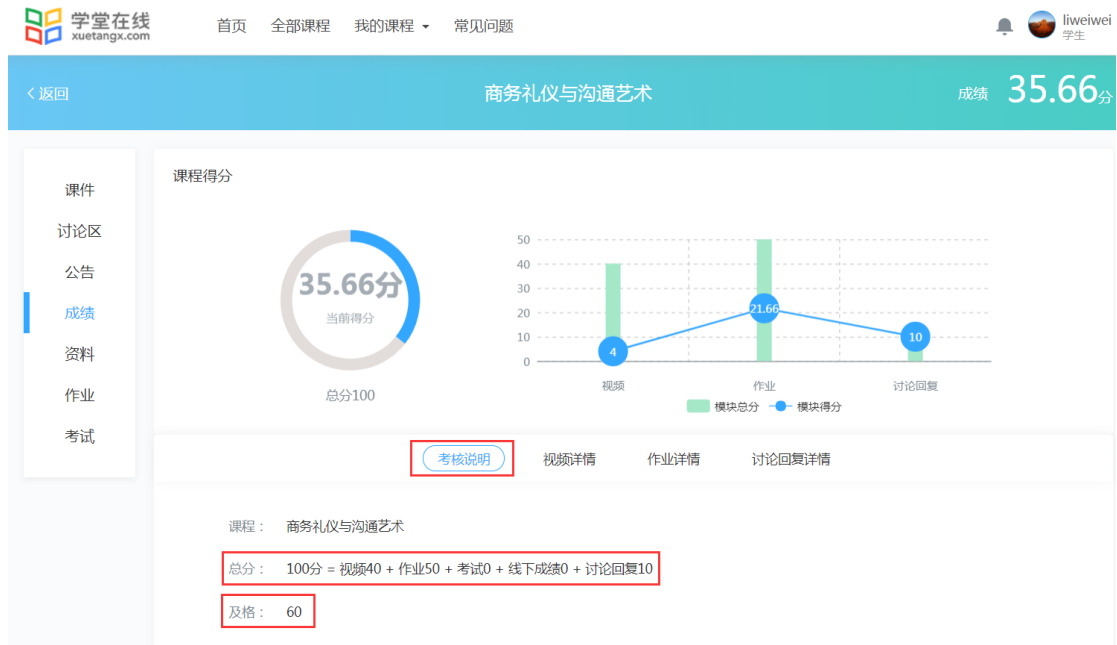 学堂在线
xuetangx.com
首页 全部课程 我的课程 常见问题
liweiwei
学生
<返回
商务礼仪与沟通艺术
成绩 35.66分
课件
讨论区
公告
成绩
资料
作业
考试
课程得分
35.66分
当前得分
总分100
50
40
30
20
10
0
4
21.66
10
视频 作业 讨论回复
模块总分 模块得分
考核说明 视频详情 作业详情 讨论回复详情
课程： 商务礼仪与沟通艺术
总分： 100分 = 视频40 + 作业50 + 考试0 + 线下成绩0 + 讨论回复10
及格： 60